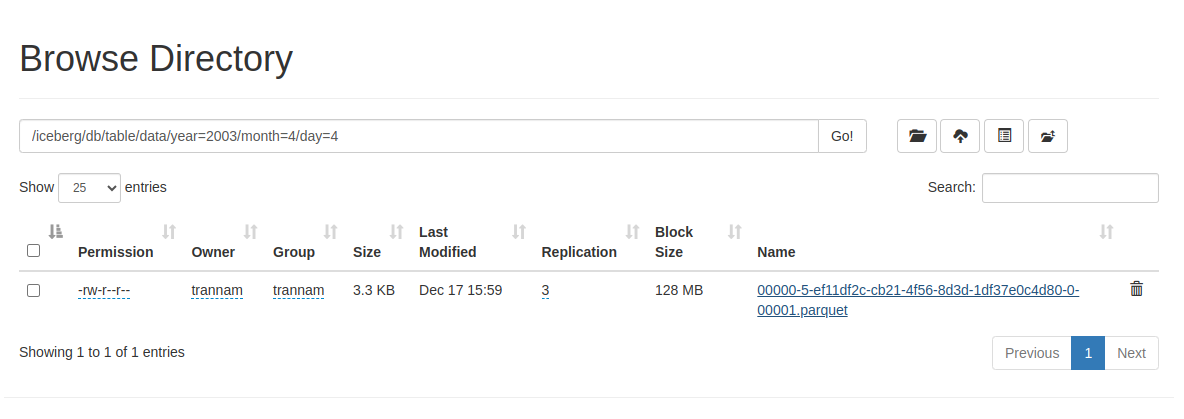 Browse Directory
/iceberg/db/table/data/year=2003/month=4/day=4 Go!
Show 25 entries Search:
Permission Owner Group Size Last Modified Replication Block Size Name
-rw-r--r-- trannam trannam 3.3 KB Dec 17 15:59 3 128 MB 00000-5-ef11df2c-cb21-4f56-8d3d-1df37e0c4d80-0-
00001.parquet
Showing 1 to 1 of 1 entries Previous 1 Next